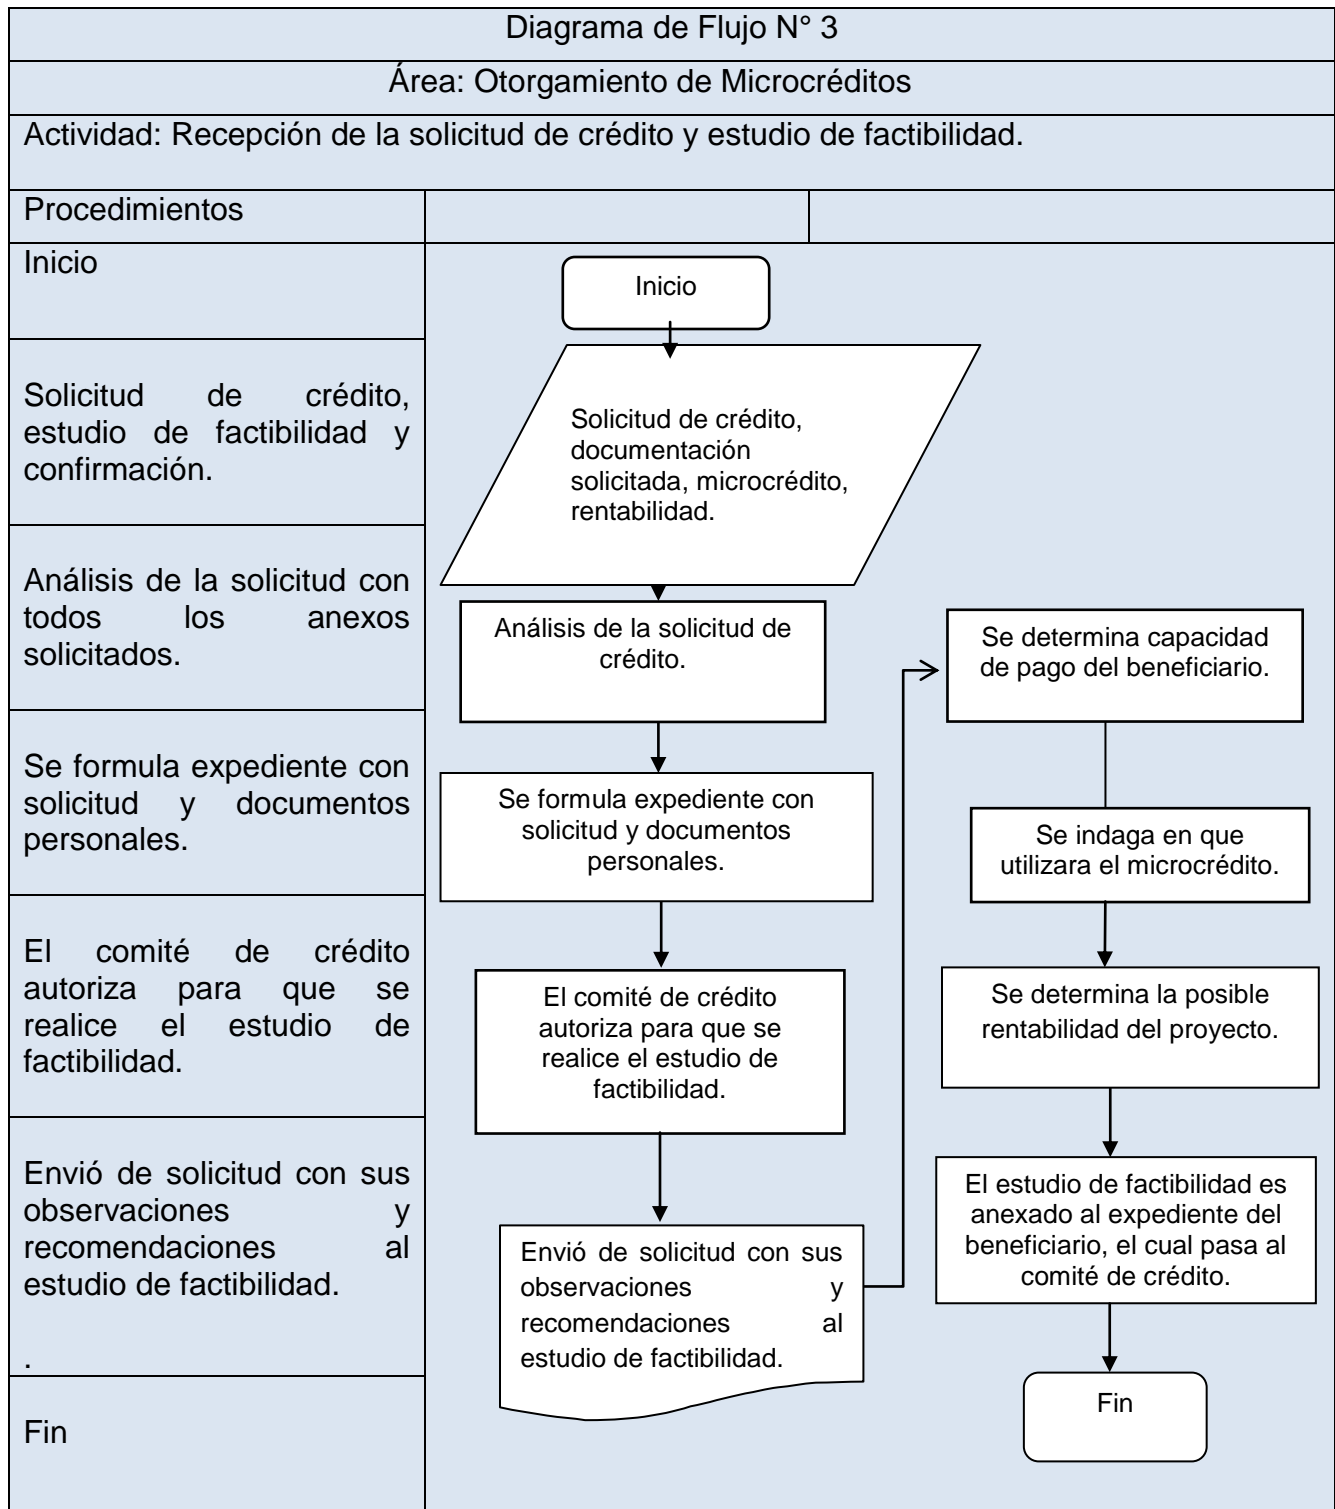 Diagrama de Flujo N° 3
Área: Otorgamiento de Microcréditos
Actividad: Recepción de la solicitud de crédito y estudio de factibilidad.
Procedimientos
Inicio
Solicitud de crédito,
estudio de factibilidad y
confirmación.
Análisis de la solicitud con
todos los anexos
solicitados.
Se formula expediente con
solicitud y documentos
personales.
El comité de crédito
autoriza para que se
realice el estudio de
factibilidad.
Envió de solicitud con sus
observaciones y
recomendaciones al
estudio de factibilidad.
.
Fin
Inicio
Solicitud de crédito,
documentación
solicitada, microcrédito,
rentabilidad.
Análisis de la solicitud de
crédito.
Se formula expediente con
solicitud y documentos
personales.
El comité de crédito
autoriza para que se
realice el estudio de
factibilidad.
Envió de solicitud con sus
observaciones y
recomendaciones al
estudio de factibilidad.
Se determina capacidad
de pago del beneficiario.
Se indaga en que
utilizara el microcrédito.
Se determina la posible
rentabilidad del proyecto.
El estudio de factibilidad es
anexado al expediente del
beneficiario, el cual pasa al
comité de crédito.
Fin